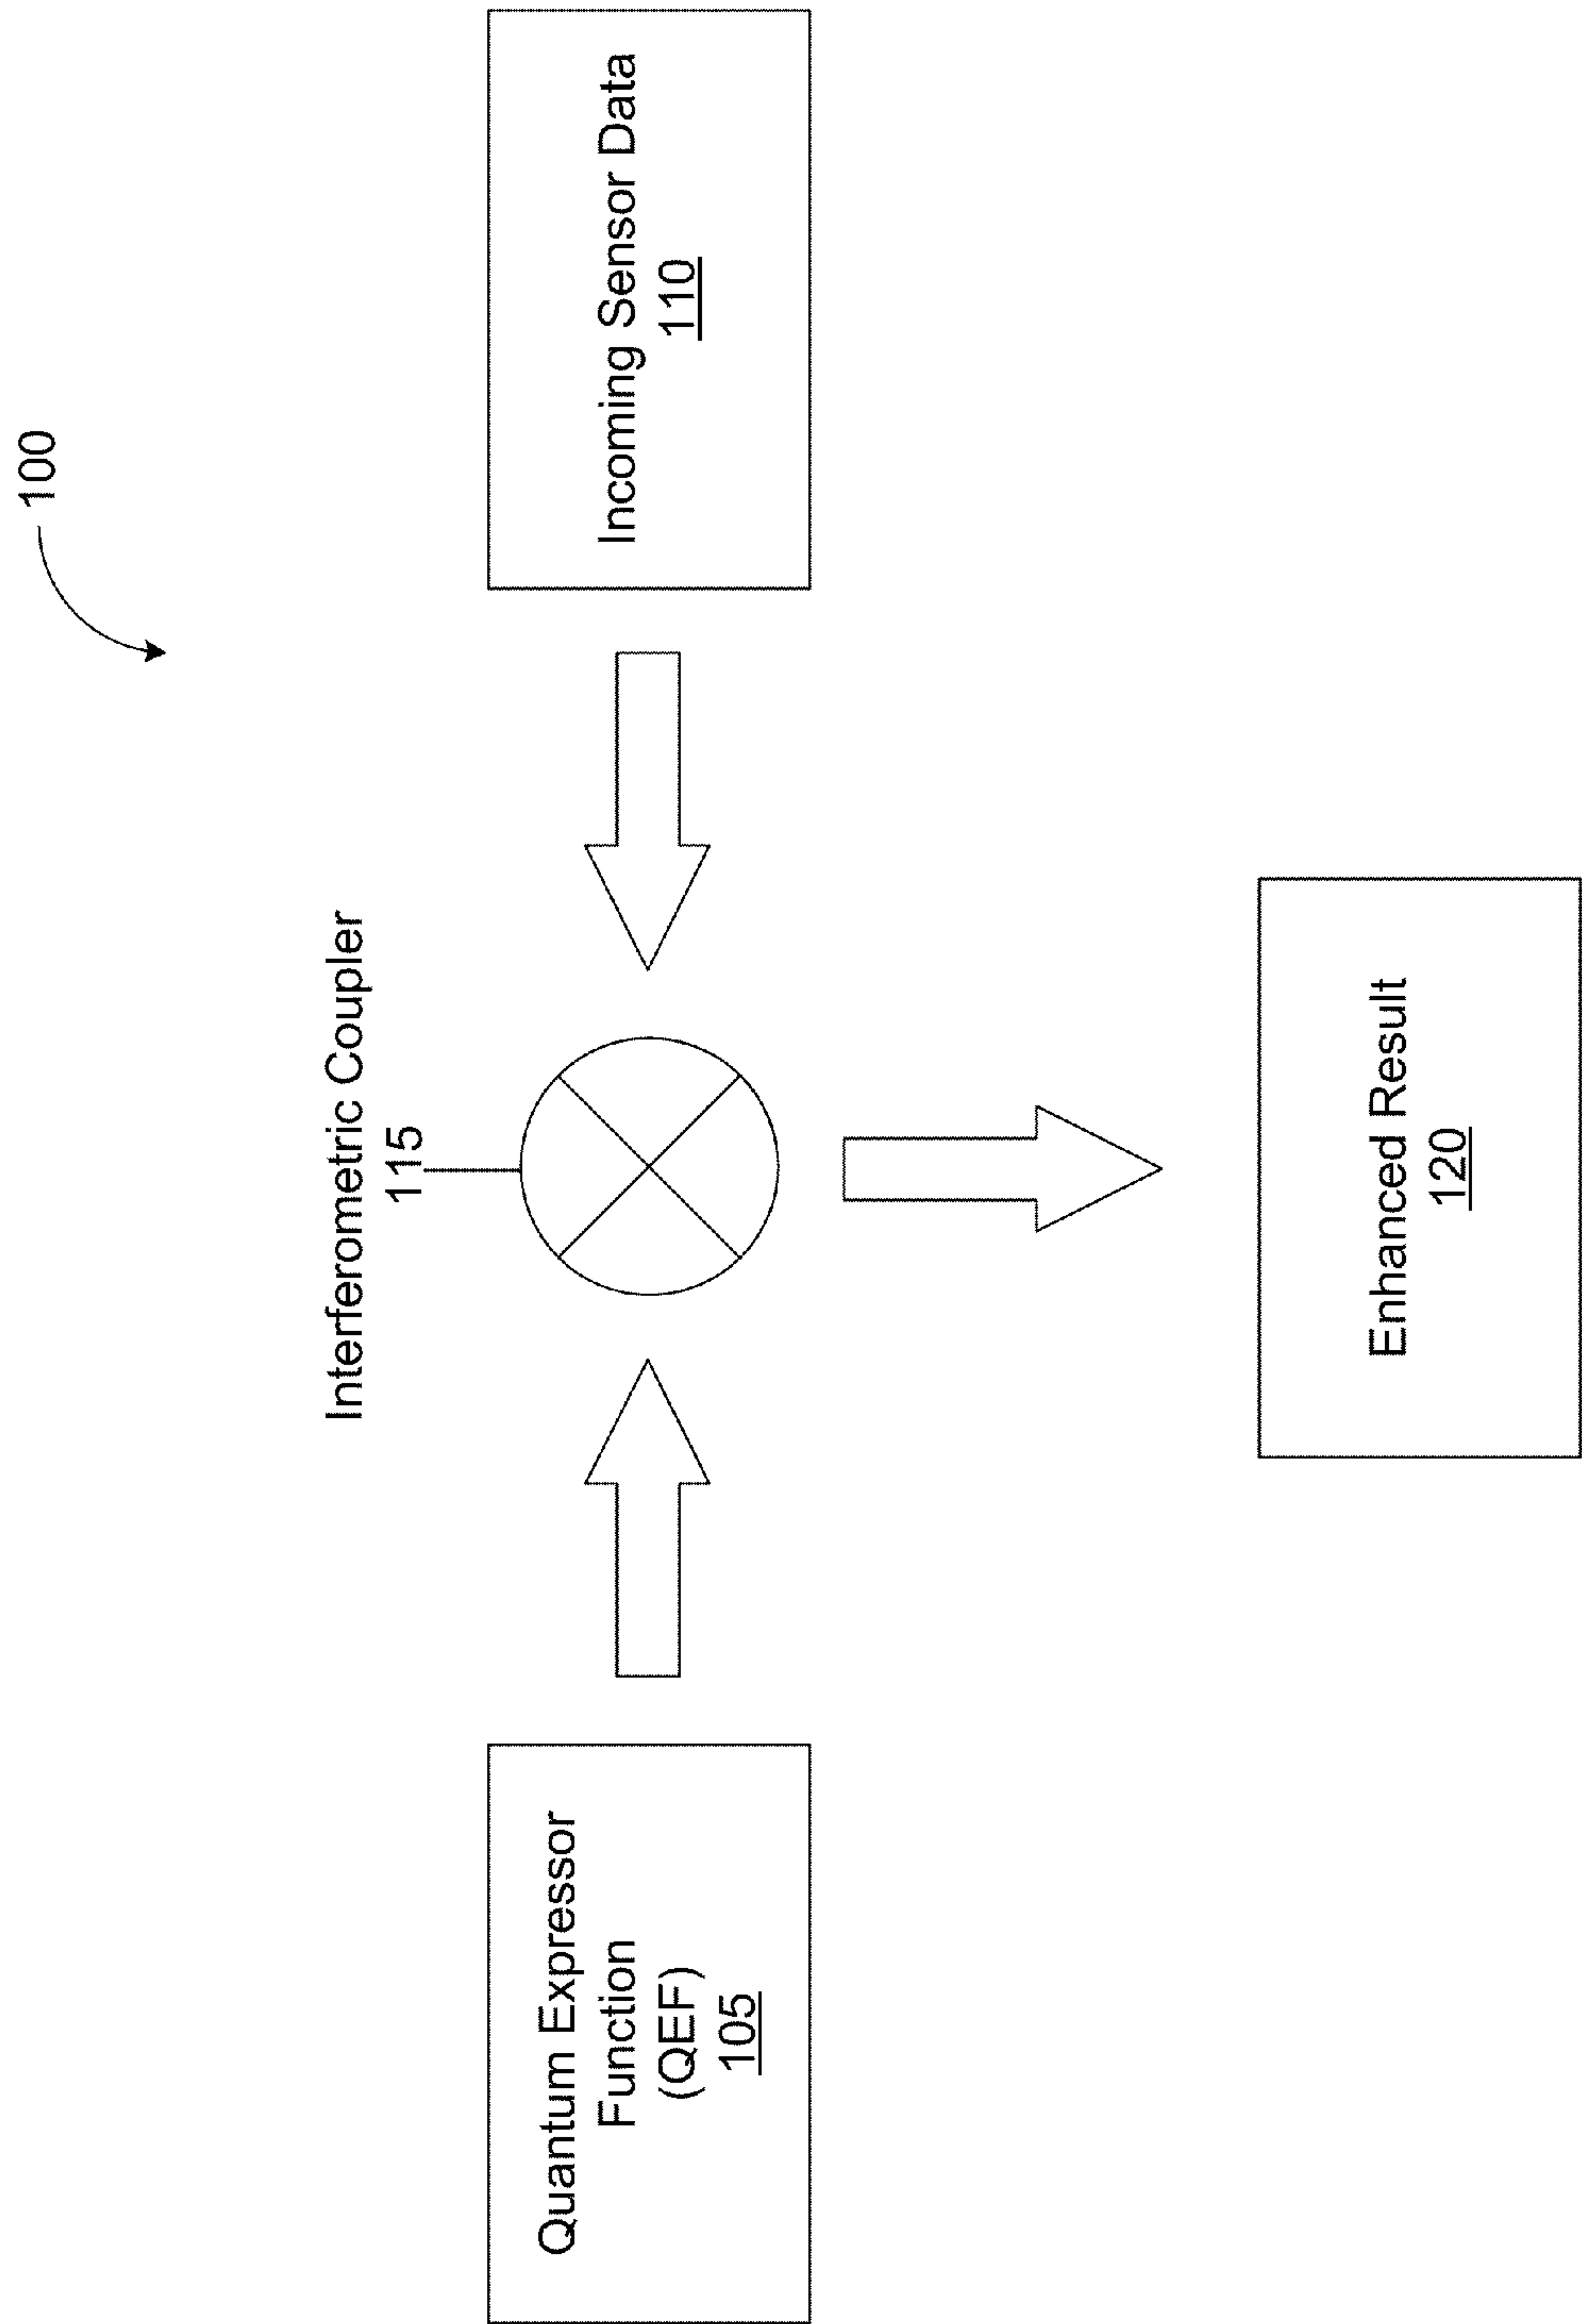 100
Interferometric Coupler
115
Quantum Expressor
Function
(QEF)
105
Incoming Sensor Data
110
Enhanced Result
120